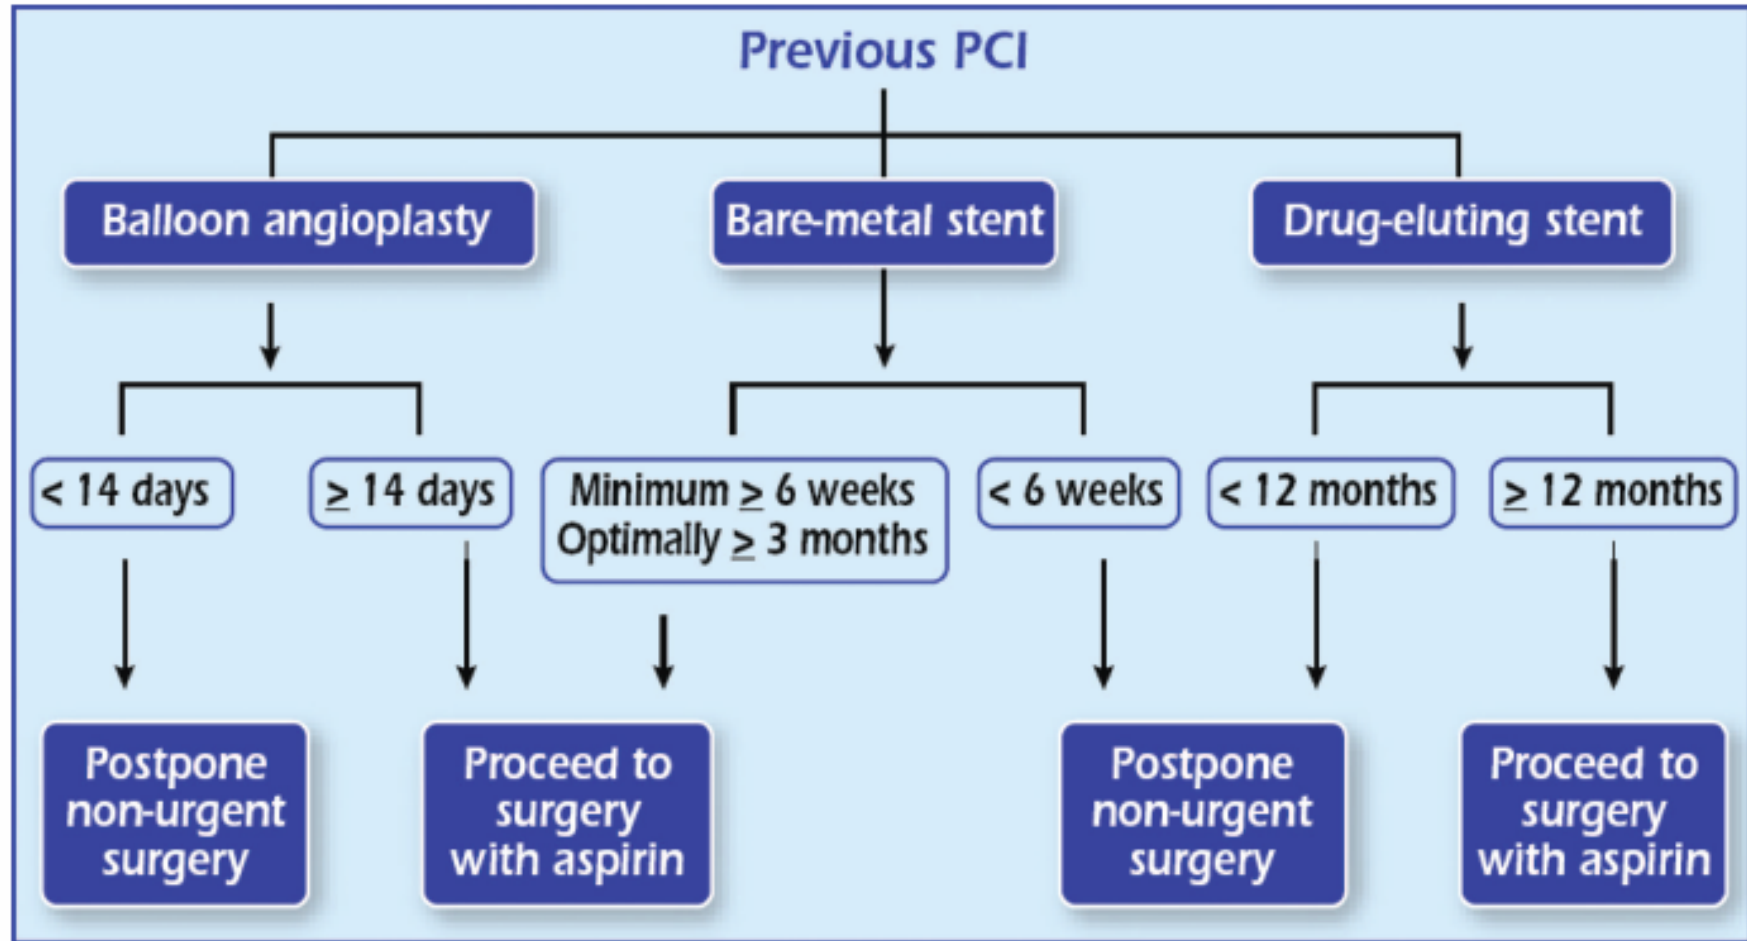 Previous PCI
Balloon angioplasty
Bare-metal stent
Drug-eluting stent
< 14 days
≥ 14 days
Minimum ≥ 6 weeks
Optimally ≥ 3 months
< 6 weeks
< 12 months
≥ 12 months
Postpone
non-urgent
surgery
Proceed to
surgery
with aspirin
Postpone
non-urgent
surgery
Proceed to
surgery
with aspirin